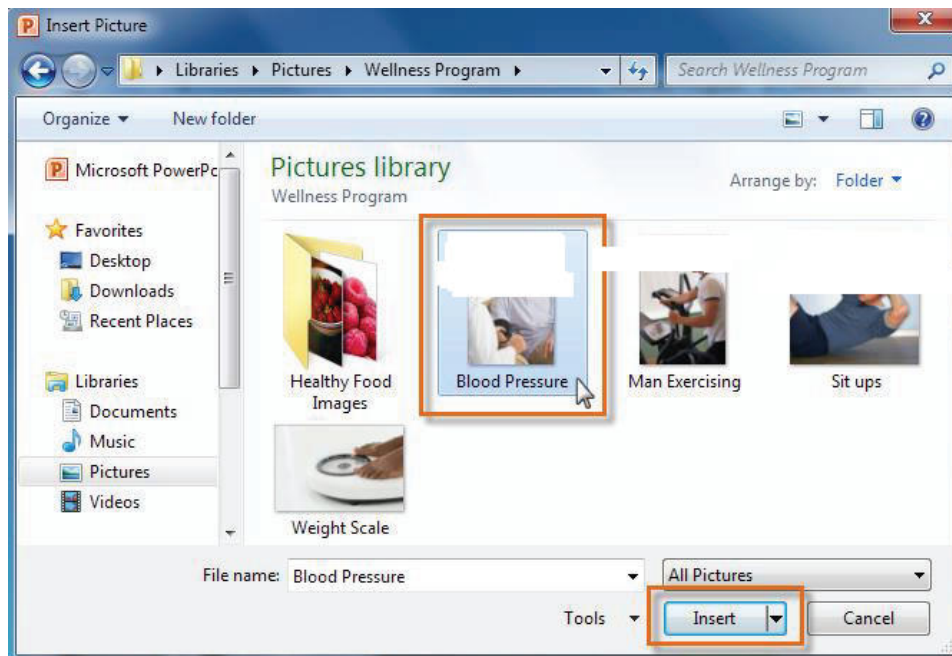 Insert Picture
Libraries Pictures Wellness Program
Search Wellness Program
Organize
New folder
Microsoft PowerPo
Pictures library
Wellness Program
Arrange by: Folder
Favorites
Desktop
Downloads
Recent Places
Libraries
Documents
Music
Pictures
Videos
Healthy Food
Images
Blood Pressure
Man Exercising
Sit ups
Weight Scale
File name: Blood Pressure
All Pictures
Tools
Insert
Cancel